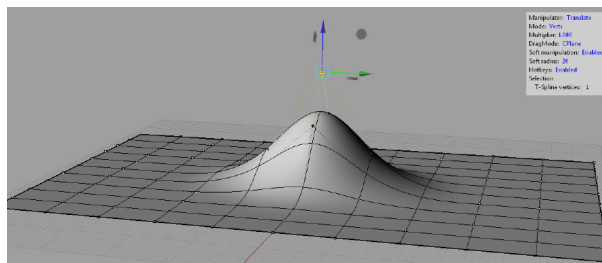 Manipulator: Translate
Mode: Verts
Multiplier: 1.000
DragMode: CPlane
Soft manipulation: Enabled
Soft radius: 20
Hotkeys: Enabled
Selection
T-Spline vertices: 1